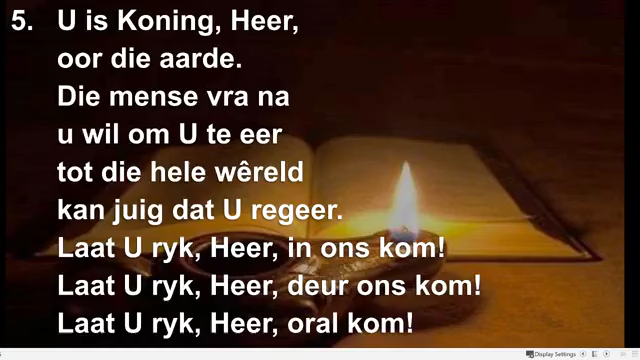 5. U is Koning, Heer,
oor die aarde.
Die mense vra na
u wil om U te eer
tot die hele wêreld
kan juig dat U regeer.
Laat U ryk, Heer, in ons kom!
Laat U ryk, Heer, deur ons kom!
Laat U ryk, Heer, oral kom!
Display Settings